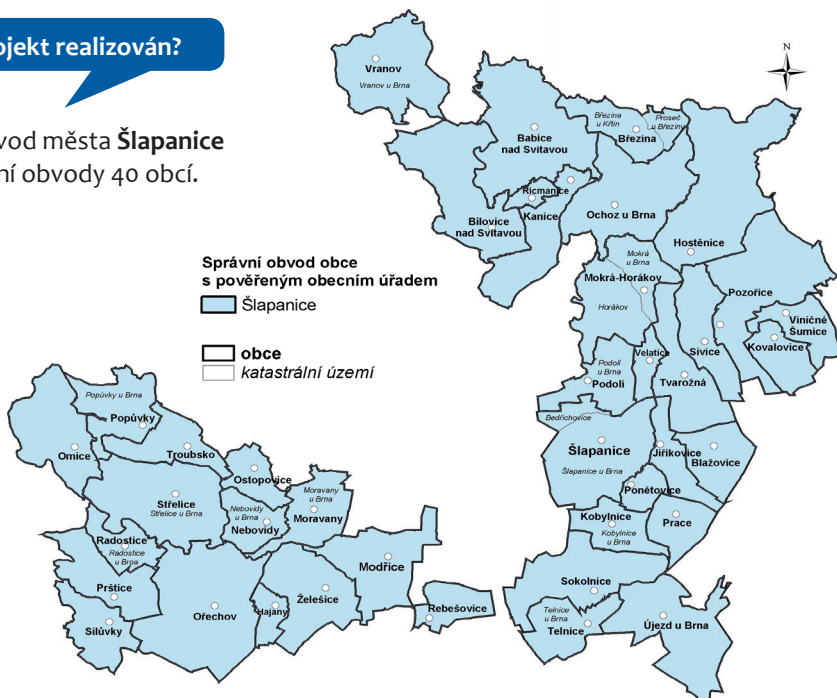 ojekt realizován?
vod města Šlapanice
ní obvody 40 obcí.
N
Správní obvod obce
s pověřeným obecním úřadem
Šlapanice
obce
katastrální území
Vranov
Vranov u Brna
Babice
nad Svitavou
Březina
u Křtin
Proseč
u Březiny
Březina
Řícmanice
Kanice
Ochoz u Brna
Bílovice
nad Svitavou
Hostěnice
Mokrá
u Brna
Mokrá-Horákov
Horákov
Pozořice
Viničné
Šumice
Kovalovice
Sivice
Velatice
Podolí
u Brna
Podolí
Tvarožná
Bedřichovice
Šlapanice
Šlapanice u Brna
Jiříkovice
Blažovice
Ponětovice
Kobylnice
Kobylnice
u Brna
Prace
Sokolnice
Telnice
u Brna
Telnice
Újezd u Brna
Popůvky u Brna
Popůvky
Omice
Troubsko
Ostopovice
Střelice
Střelice u Brna
Nebovidy
u Brna
Nebovidy
Moravany
u Brna
Moravany
Radostice
Radostice
u Brna
Prštice
Modřice
Silůvky
Ořechov
Hajany
Želešice
Rebešovice